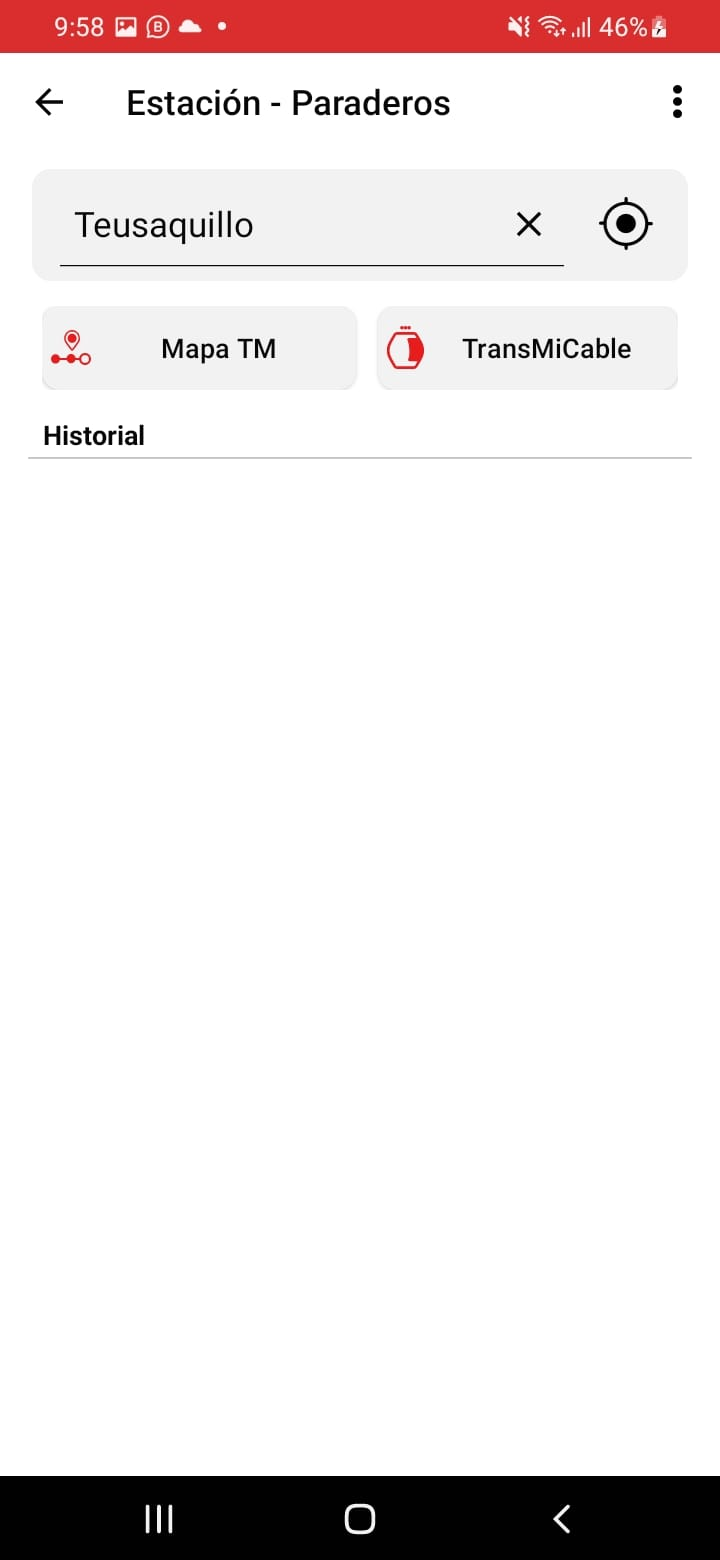 9:58 46%
Estación - Paraderos
Teusaquillo
Mapa TM TransMiCable
Historial